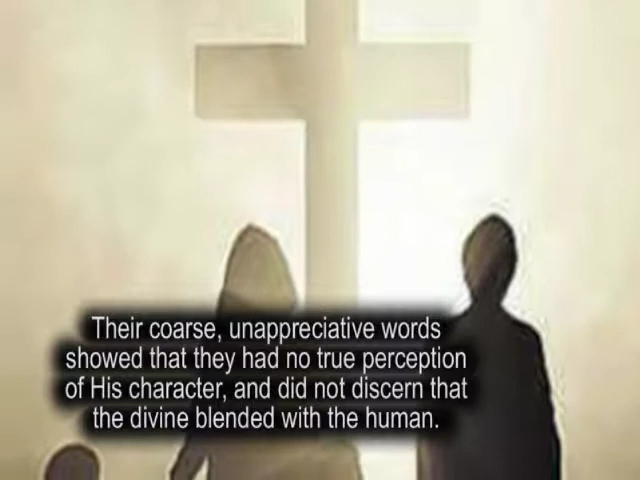 Their coarse, unappreciative words
showed that they had no true perception
of His character, and did not discern that
the divine blended with the human.